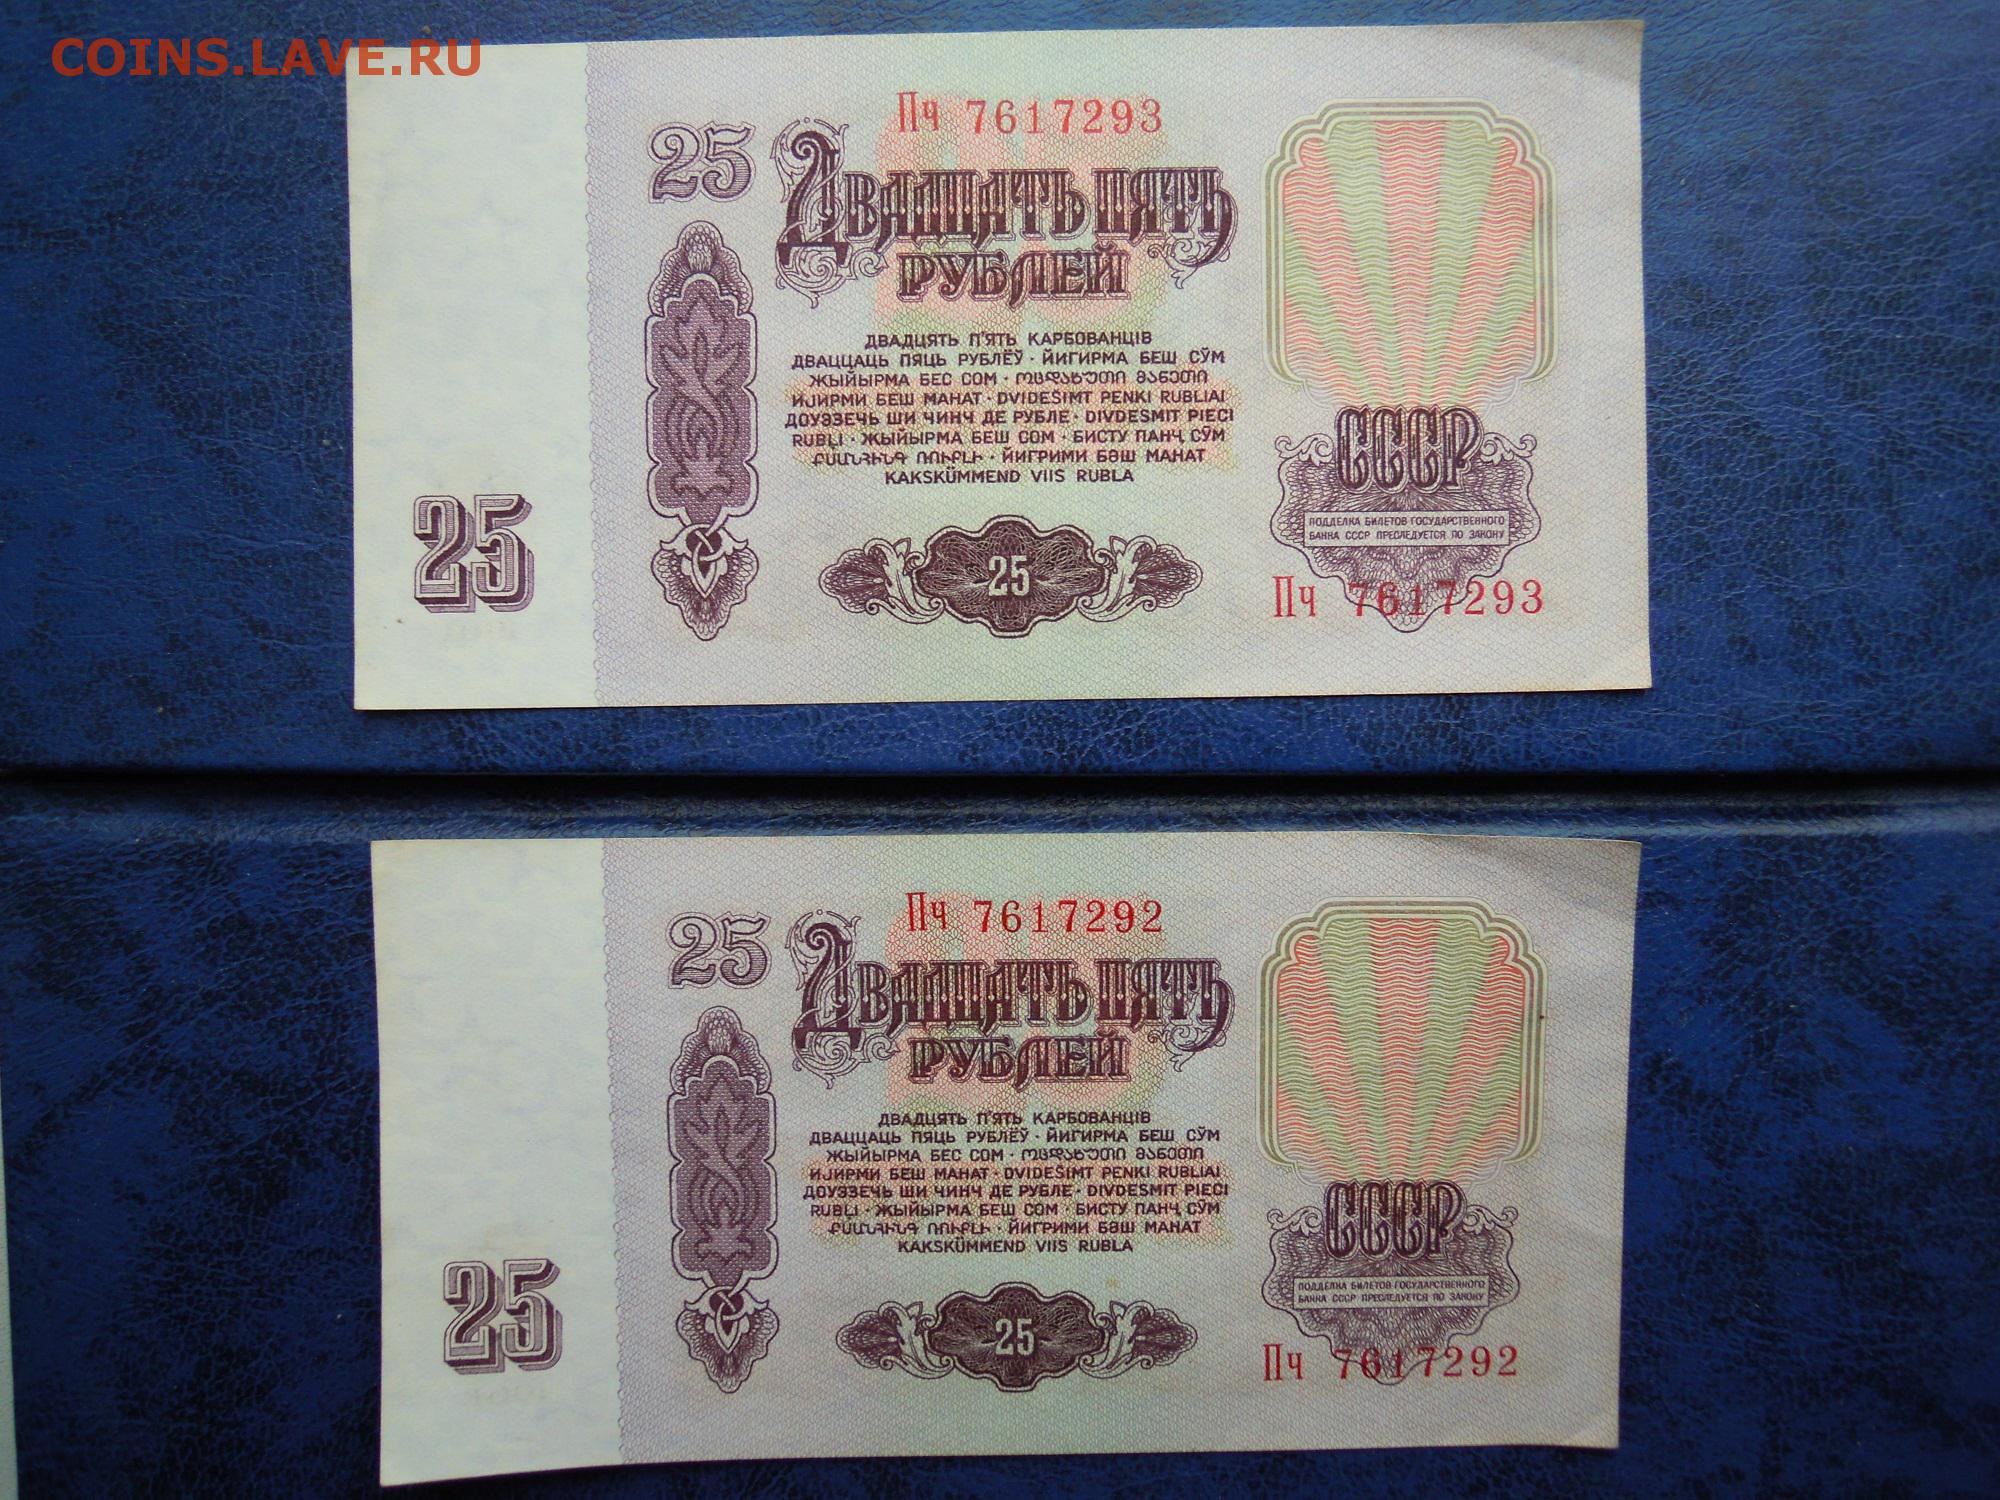 COINS.LAVE.RU
Пч 7617293
25
Двадцать пять
рублей
ДВАДЦЯТЬ П'ЯТЬ КАРБОВАНЦІВ
ДВАЦЦАЦЬ ПЯЦЬ РУБЛЁЎ · ЙИГИРМА БЕШ СЎМ
ЖЫЙЫРМА БЕС СОМ · ᲝᲪᲓᲐᲮᲣᲗᲘ ᲛᲐᲜᲔᲗᲘ
ИЈИРМИ БЕШ МАНАТ · DVIDEŠIMT PENKI RUBLIAI
ДОУЭЗЕЧЬ ШИ ЧИНЧ ДЕ РУБЛЕ · DIVDESMIT PIECI
RUBLI · ЖЫЙЫРМА БЕШ СОМ · БИСТУ ПАНҶ СЎМ
ՔՍԱՆՀԻՆԳ ՌՈՒԲԼԻ · ЙИГРИМИ БӘШ МАНАТ
KAKSKÜMMEND VIIS RUBLA
СССР
ПОДДЕЛКА БИЛЕТОВ ГОСУДАРСТВЕННОГО
БАНКА СССР ПРЕСЛЕДУЕТСЯ ПО ЗАКОНУ
25
25
Пч 7617293
Пч 7617292
25
Двадцать пять
рублей
ДВАДЦЯТЬ П'ЯТЬ КАРБОВАНЦІВ
ДВАЦЦАЦЬ ПЯЦЬ РУБЛЁЎ · ЙИГИРМА БЕШ СЎМ
ЖЫЙЫРМА БЕС СОМ · ᲝᲪᲓᲐᲮᲣᲗᲘ ᲛᲐᲜᲔᲗᲘ
ИЈИРМИ БЕШ МАНАТ · DVIDEŠIMT PENKI RUBLIAI
ДОУЭЗЕЧЬ ШИ ЧИНЧ ДЕ РУБЛЕ · DIVDESMIT PIECI
RUBLI · ЖЫЙЫРМА БЕШ СОМ · БИСТУ ПАНҶ СЎМ
ՔՍԱՆՀԻՆԳ ՌՈՒԲԼԻ · ЙИГРИМИ БӘШ МАНАТ
KAKSKÜMMEND VIIS RUBLA
СССР
ПОДДЕЛКА БИЛЕТОВ ГОСУДАРСТВЕННОГО
БАНКА СССР ПРЕСЛЕДУЕТСЯ ПО ЗАКОНУ
25
25
Пч 7617292